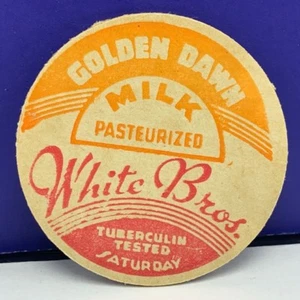 GOLDEN DAWN
MILK
PASTEURIZED
White Bros.
TUBERCULIN
TESTED
SATURDAY